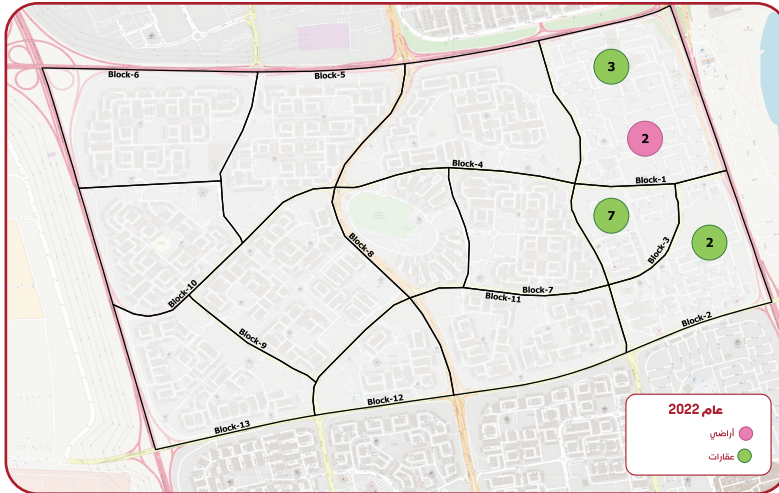 3
Block-6
Block-5
2
Block-4
Block-1
7
2
Block-8
Block-3
Block-10
Block-7
Block-11
Block-2
Block-9
Block-12
Block-13
عام 2022
أراضي
عقارات